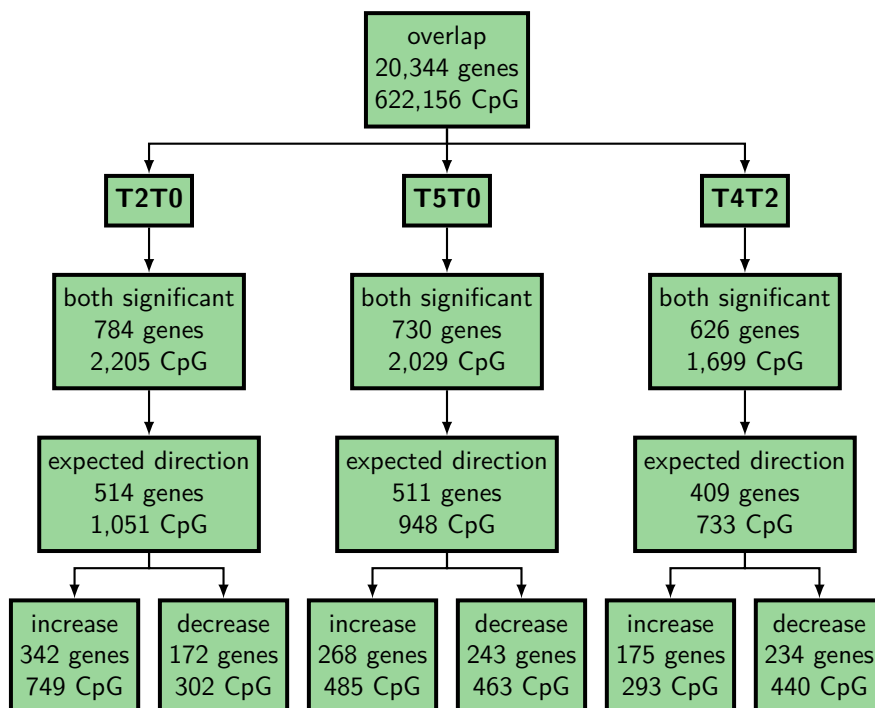 overlap
20,344 genes
622,156 CpG
T2T0
T5T0
T4T2
both significant
784 genes
2,205 CpG
both significant
730 genes
2,029 CpG
both significant
626 genes
1,699 CpG
expected direction
514 genes
1,051 CpG
expected direction
511 genes
948 CpG
expected direction
409 genes
733 CpG
increase
342 genes
749 CpG
decrease
172 genes
302 CpG
increase
268 genes
485 CpG
decrease
243 genes
463 CpG
increase
175 genes
293 CpG
decrease
234 genes
440 CpG